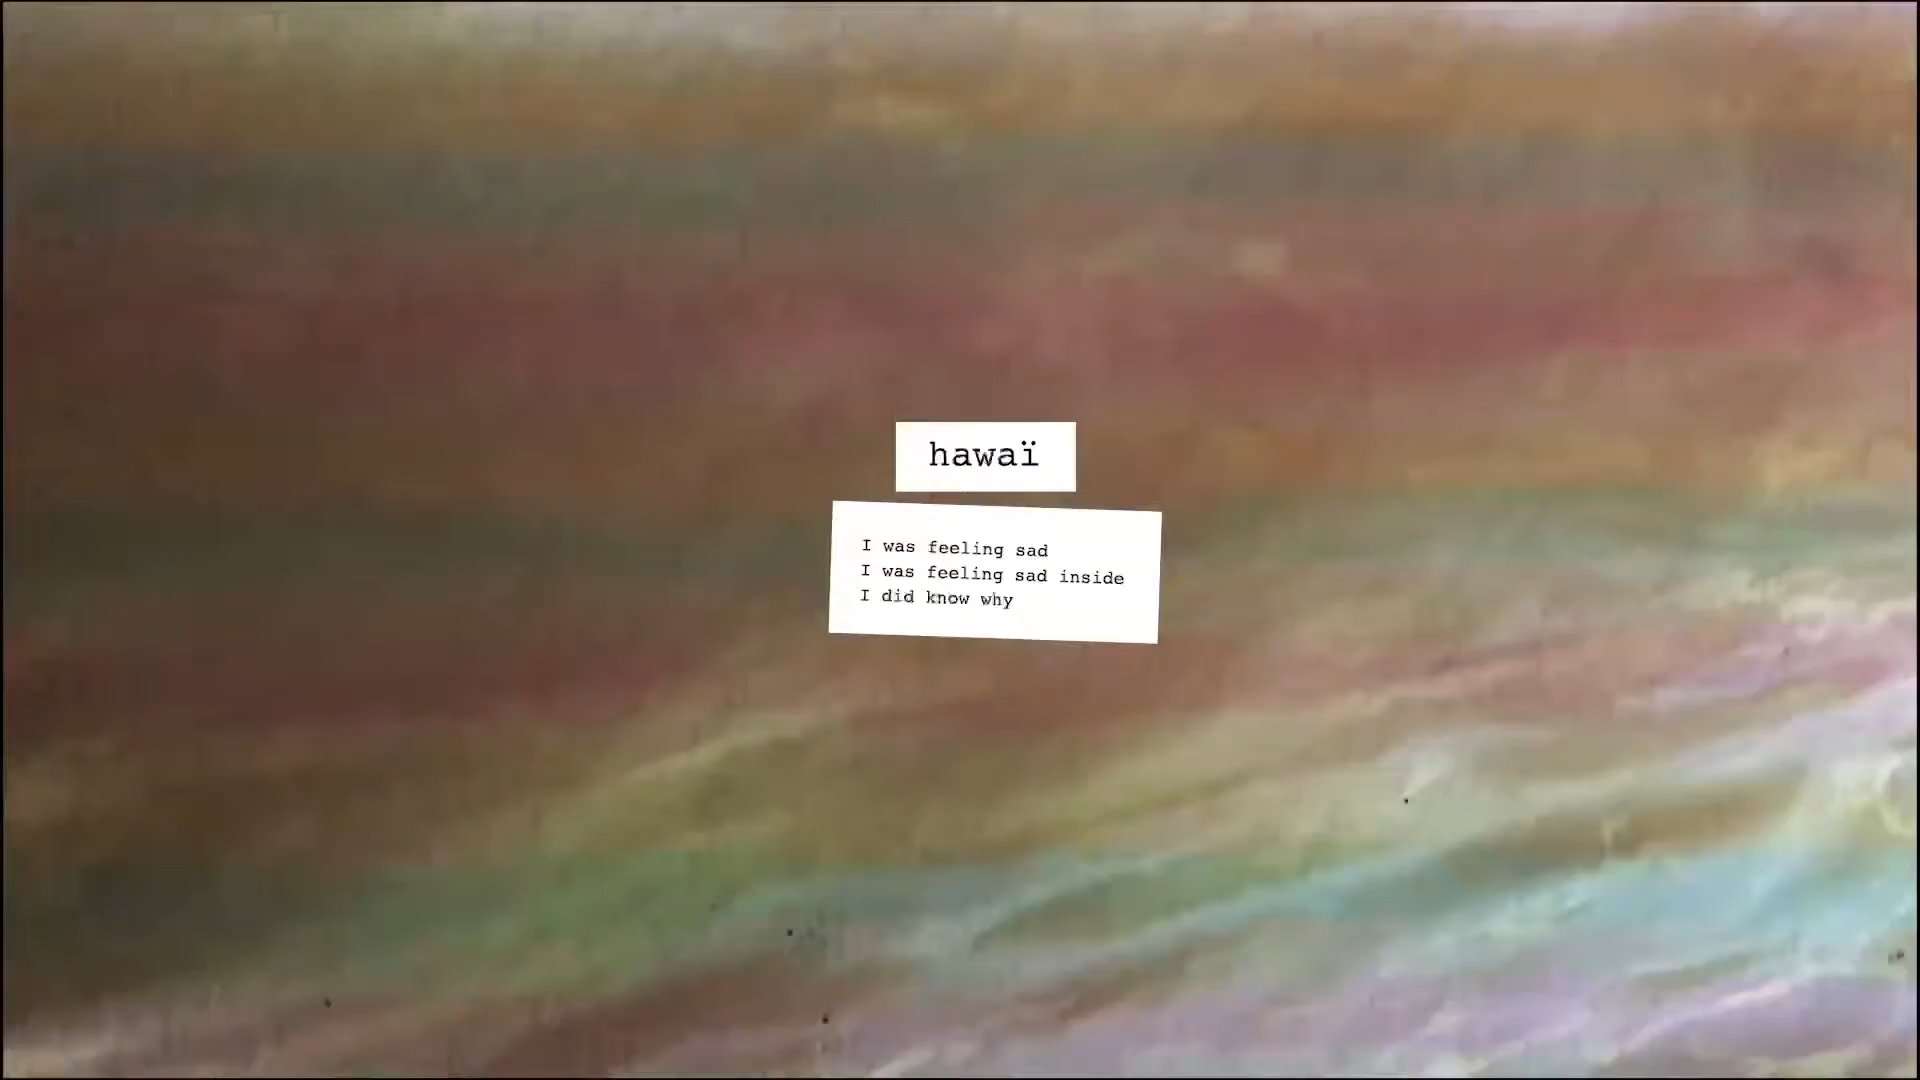 hawaï
I was feeling sad
I was feeling sad inside
I did know why